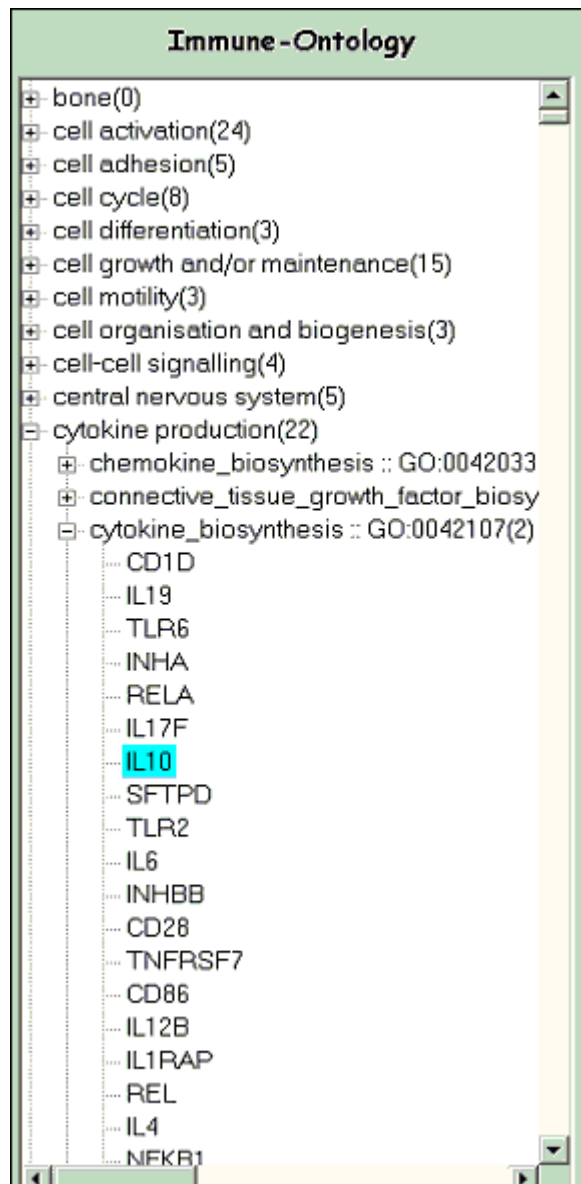 Immune-Ontology
bone(0)
cell activation(24)
cell adhesion(5)
cell cycle(8)
cell differentiation(3)
cell growth and/or maintenance(15)
cell motility(3)
cell organisation and biogenesis(3)
cell-cell signalling(4)
central nervous system(5)
cytokine production(22)
chemokine_biosynthesis :: GO:0042033
connective_tissue_growth_factor_biosy
cytokine_biosynthesis :: GO:0042107(2)
CD1D
IL19
TLR6
INHA
RELA
IL17F
IL10
SFTPD
TLR2
IL6
INHBB
CD28
TNFRSF7
CD86
IL12B
IL1RAP
REL
IL4
NFKB1